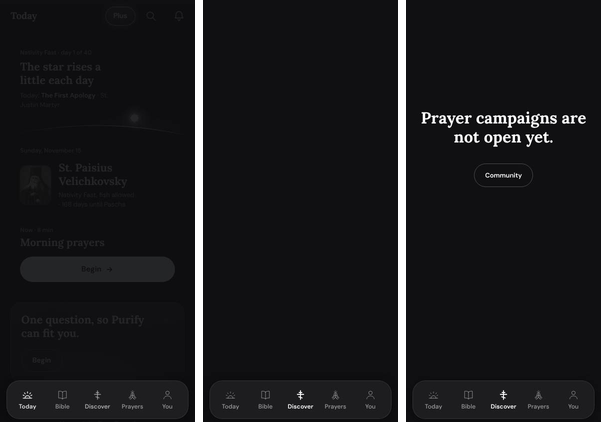 Today
Plus
The star rises a
little each day
The First Apology
St. Paisius
Velichkovsky
Morning prayers
Begin →
One question, so Purify
can fit you.
Begin
Today Bible Discover Prayers You
Today Bible Discover Prayers You
Prayer campaigns are
not open yet.
Community
Today Bible Discover Prayers You